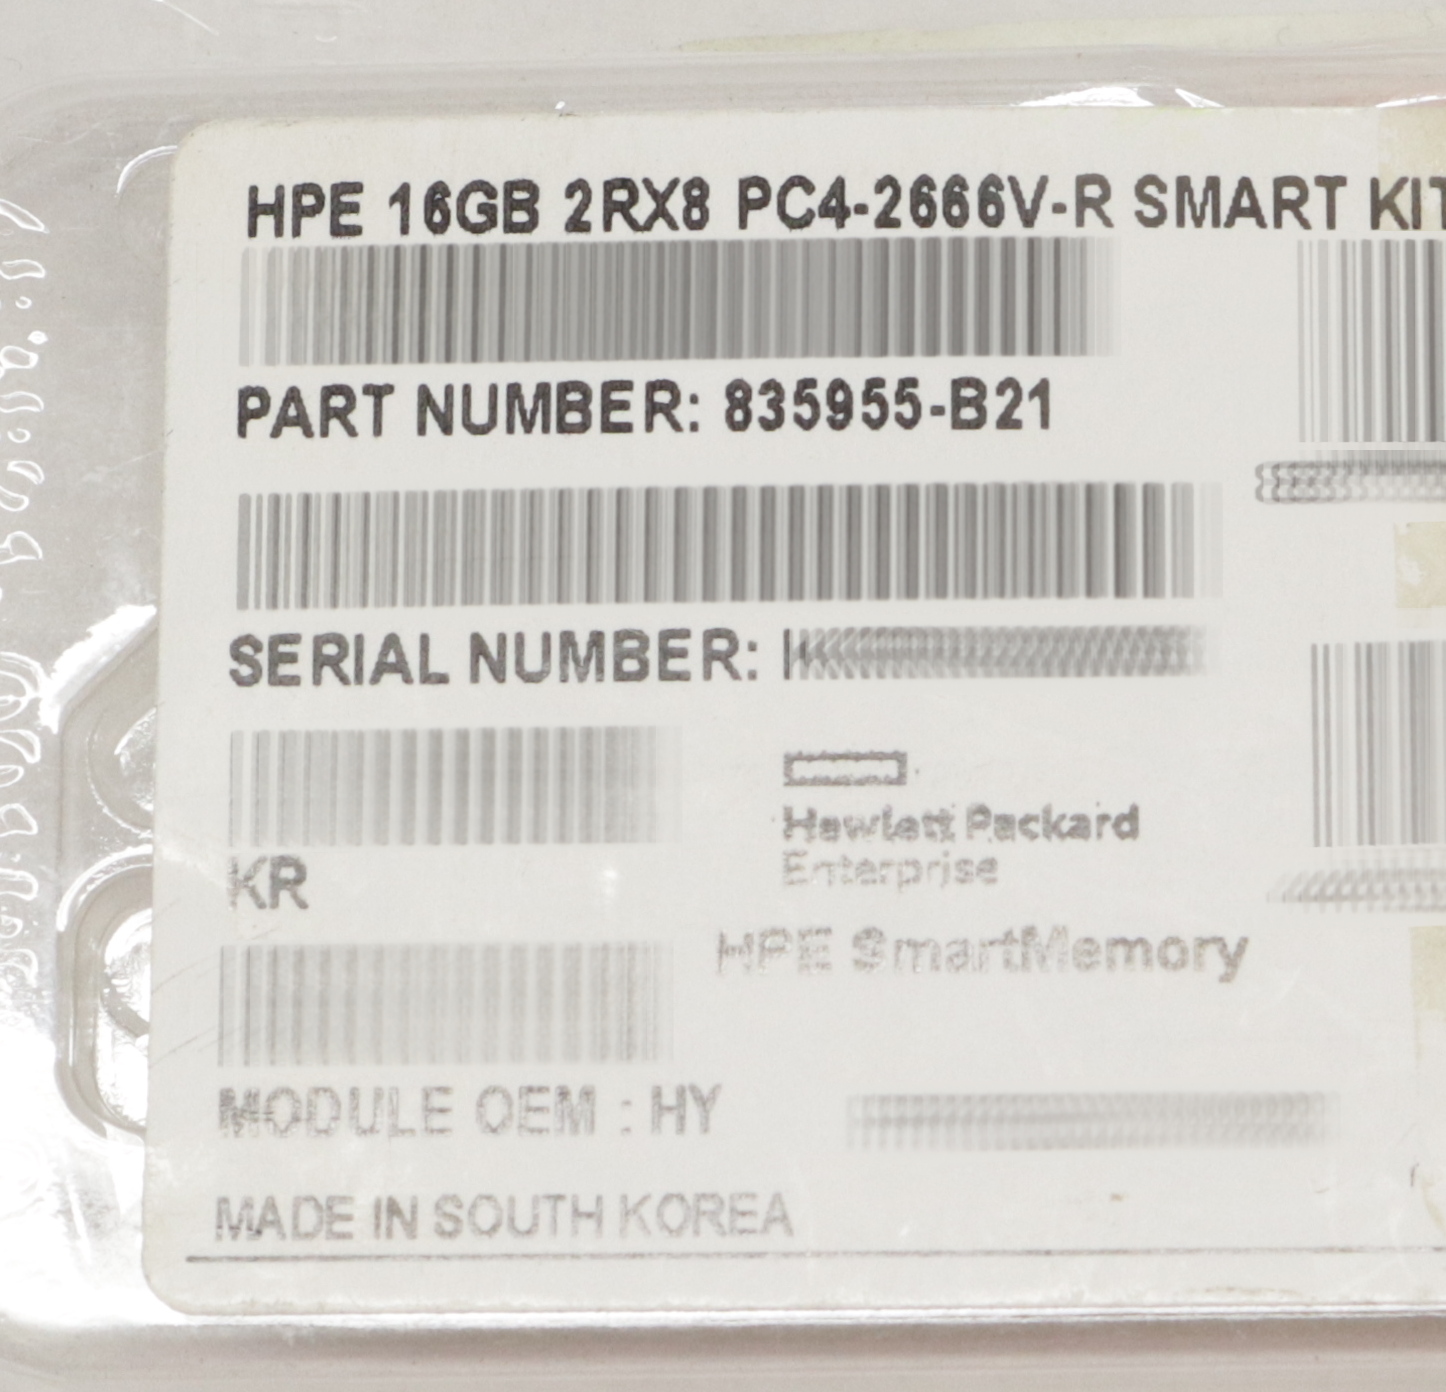 HPE 16GB 2RX8 PC4-2666V-R SMART KIT
PART NUMBER: 835955-B21
SERIAL NUMBER:
KR
Hewlett Packard
Enterprise
HPE SmartMemory
MODULE OEM : HY
MADE IN SOUTH KOREA